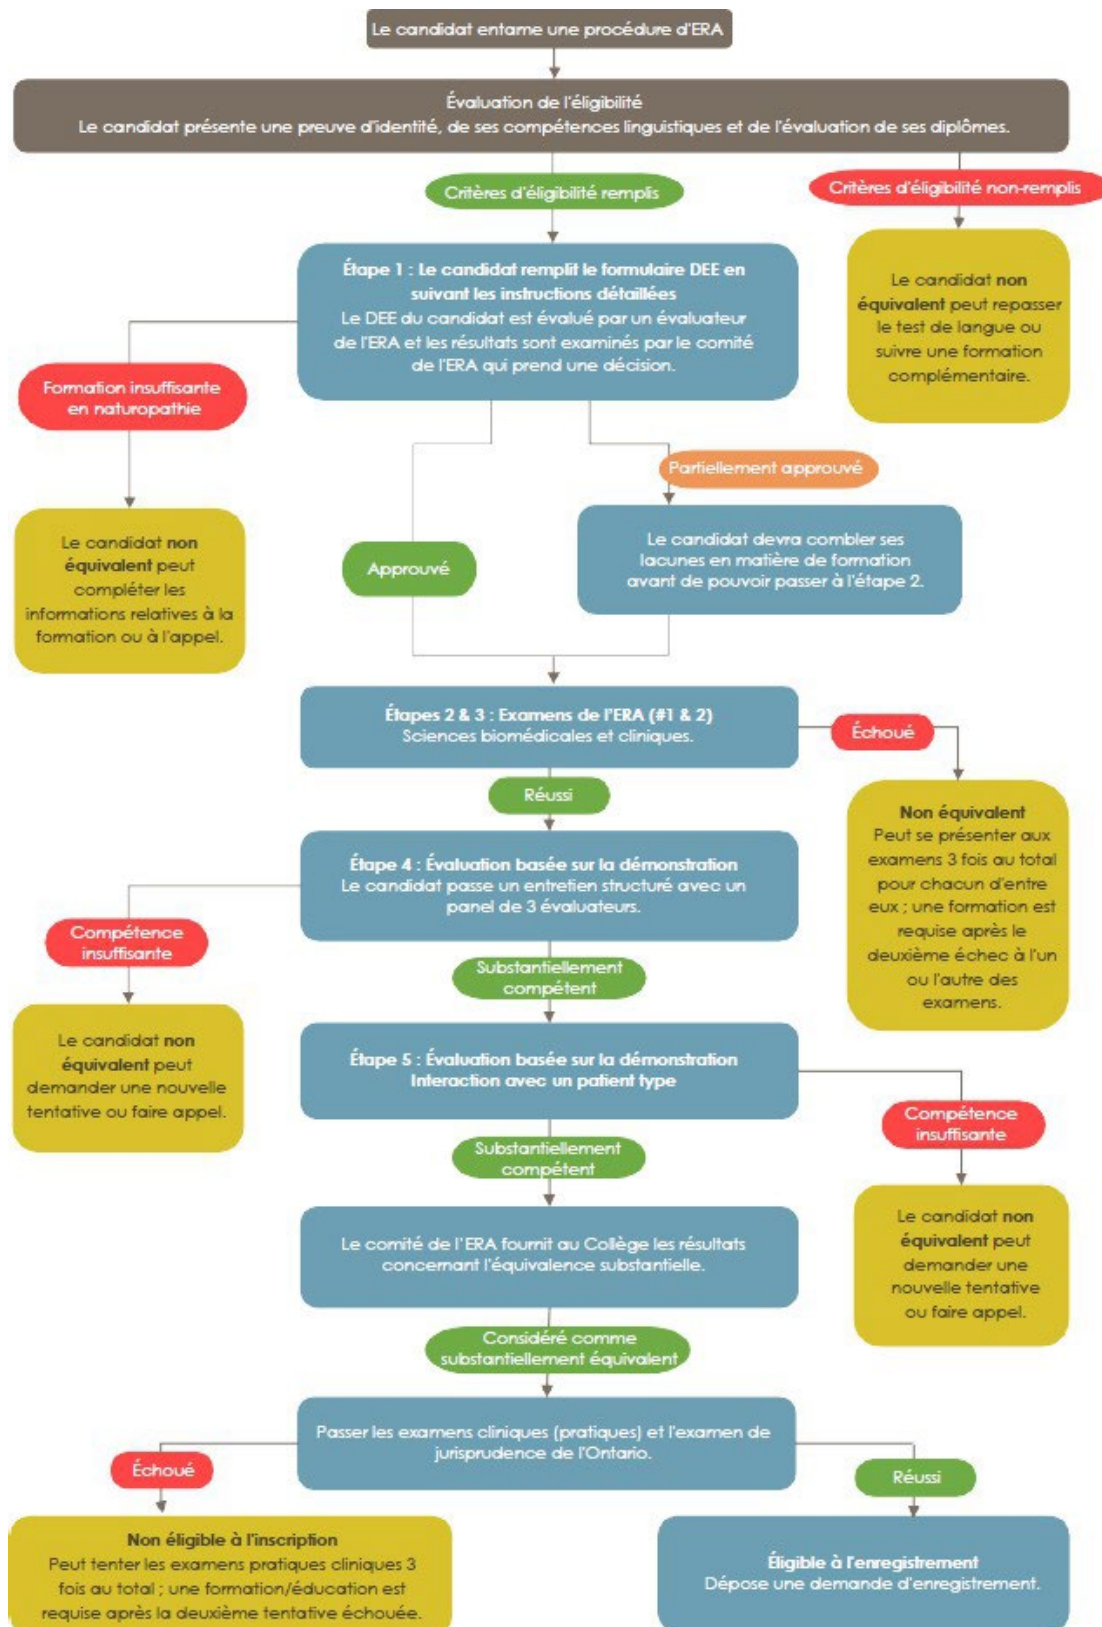 Le candidat entame une procédure d'ERA
Évaluation de l'éligibilité
Le candidat présente une preuve d'identité, de ses compétences linguistiques et de l'évaluation de ses diplômes.
Critères d'éligibilité remplis
Critères d'éligibilité non-remplis
Étape 1 : Le candidat remplit le formulaire DEE en
suivant les instructions détaillées
Le DEE du candidat est évalué par un évaluateur
de l'ERA et les résultats sont examinés par le comité
de l'ERA qui prend une décision.
Le candidat non
équivalent peut repasser
le test de langue ou
suivre une formation
complémentaire.
Formation insuffisante
en naturopathie
Partiellement approuvé
Le candidat non
équivalent peut
compléter les
informations relatives à la
formation ou à l'appel.
Approuvé
Le candidat devra combler ses
lacunes en matière de formation
avant de pouvoir passer à l'étape 2.
Étapes 2 & 3 : Examens de l'ERA (#1 & 2)
Sciences biomédicales et cliniques.
Échoué
Réussi
Non équivalent
Peut se présenter aux
examens 3 fois au total
pour chacun d'entre
eux ; une formation est
requise après le
deuxième échec à l'un
ou l'autre des
examens.
Étape 4 : Évaluation basée sur la démonstration
Le candidat passe un entretien structuré avec un
panel de 3 évaluateurs.
Compétence
insuffisante
Substantiellement
compétent
Le candidat non
équivalent peut
demander une nouvelle
tentative ou faire appel.
Étape 5 : Évaluation basée sur la démonstration
Interaction avec un patient type
Compétence
insuffisante
Substantiellement
compétent
Le candidat non
équivalent peut
demander une
nouvelle tentative
ou faire appel.
Le comité de l'ERA fournit au Collège les résultats
concernant l'équivalence substantielle.
Considéré comme
substantiellement équivalent
Passer les examens cliniques (pratiques) et l'examen de
jurisprudence de l'Ontario.
Échoué
Réussi
Non éligible à l'inscription
Peut tenter les examens pratiques cliniques 3
fois au total ; une formation/éducation est
requise après la deuxième tentative échouée.
Éligible à l'enregistrement
Dépose une demande d'enregistrement.